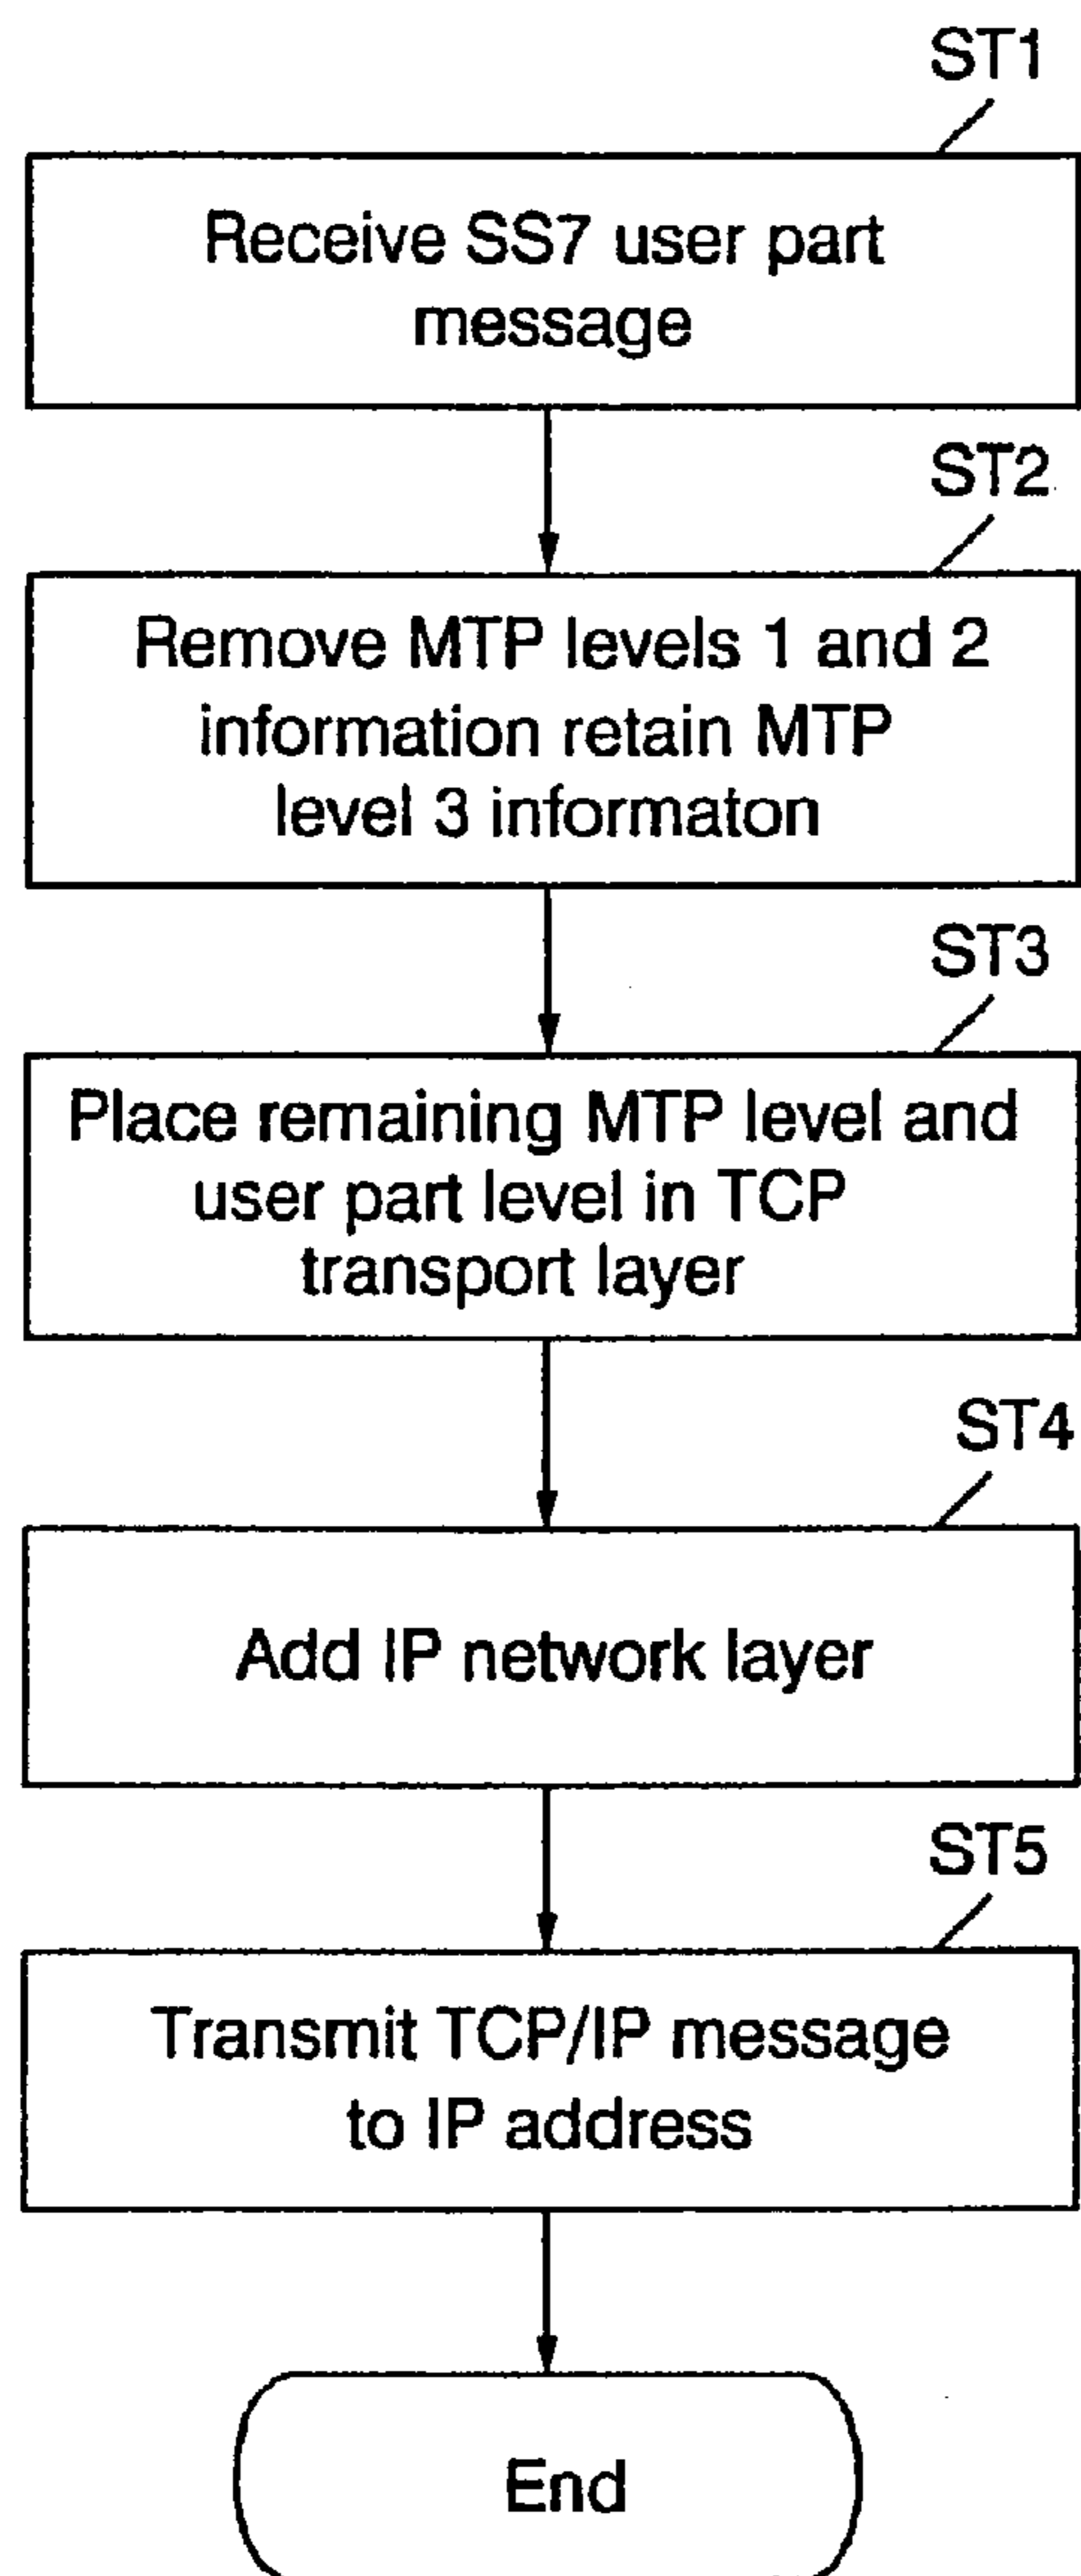 ST1
Receive SS7 user part
message
ST2
Remove MTP levels 1 and 2
information retain MTP
level 3 informaton
ST3
Place remaining MTP level and
user part level in TCP
transport layer
ST4
Add IP network layer
ST5
Transmit TCP/IP message
to IP address
End